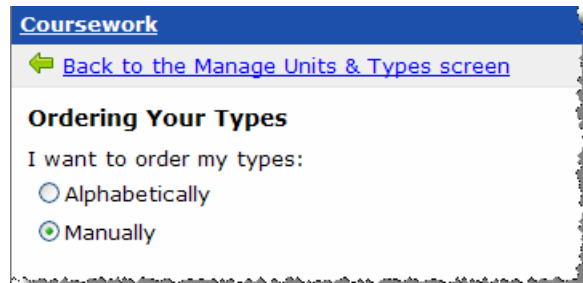 Coursework
Back to the Manage Units & Types screen
Ordering Your Types
I want to order my types:
Alphabetically
Manually